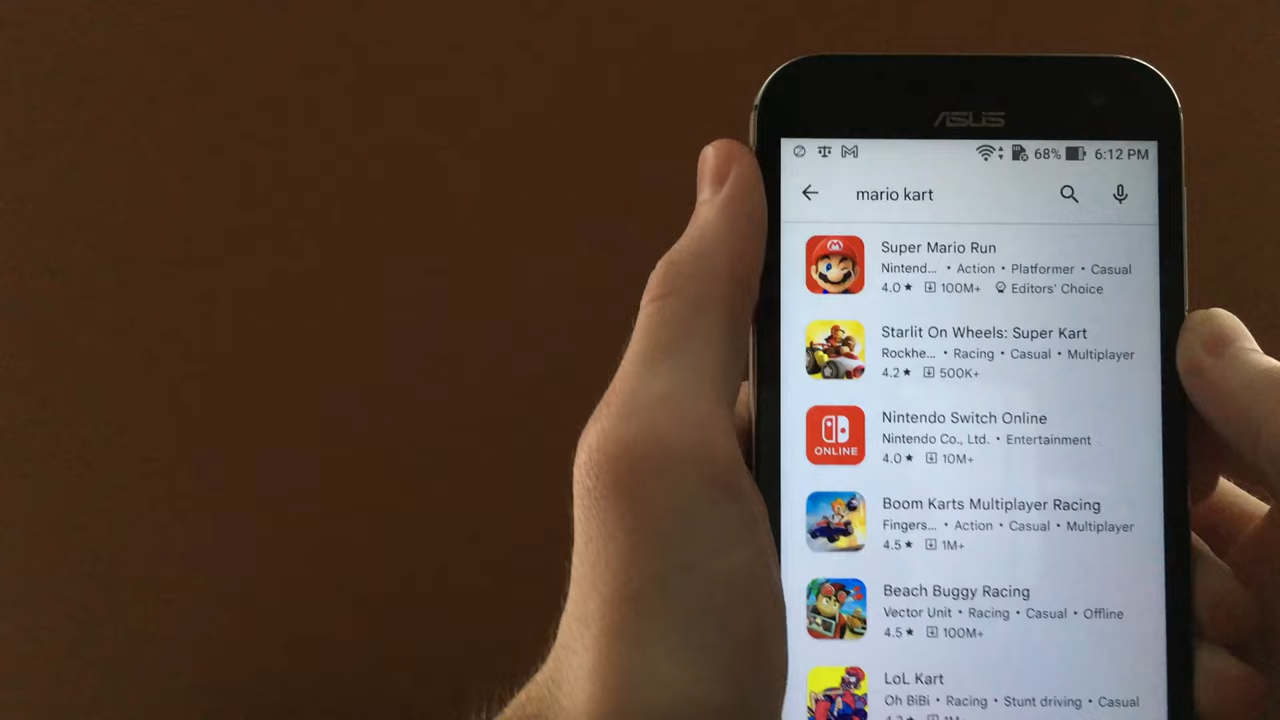 ASUS
68% 6:12 PM
mario kart
Super Mario Run
Nintend... • Action • Platformer • Casual
4.0★ 100M+ Editors' Choice
Starlit On Wheels: Super Kart
Rockhe... • Racing • Casual • Multiplayer
4.2★ 500K+
Nintendo Switch Online
ONLINE
Nintendo Co., Ltd. • Entertainment
4.0★ 10M+
Boom Karts Multiplayer Racing
Fingers... • Action • Casual • Multiplayer
4.5★ 1M+
Beach Buggy Racing
Vector Unit • Racing • Casual • Offline
4.5★ 100M+
LoL Kart
Oh BiBi • Racing • Stunt driving • Casual